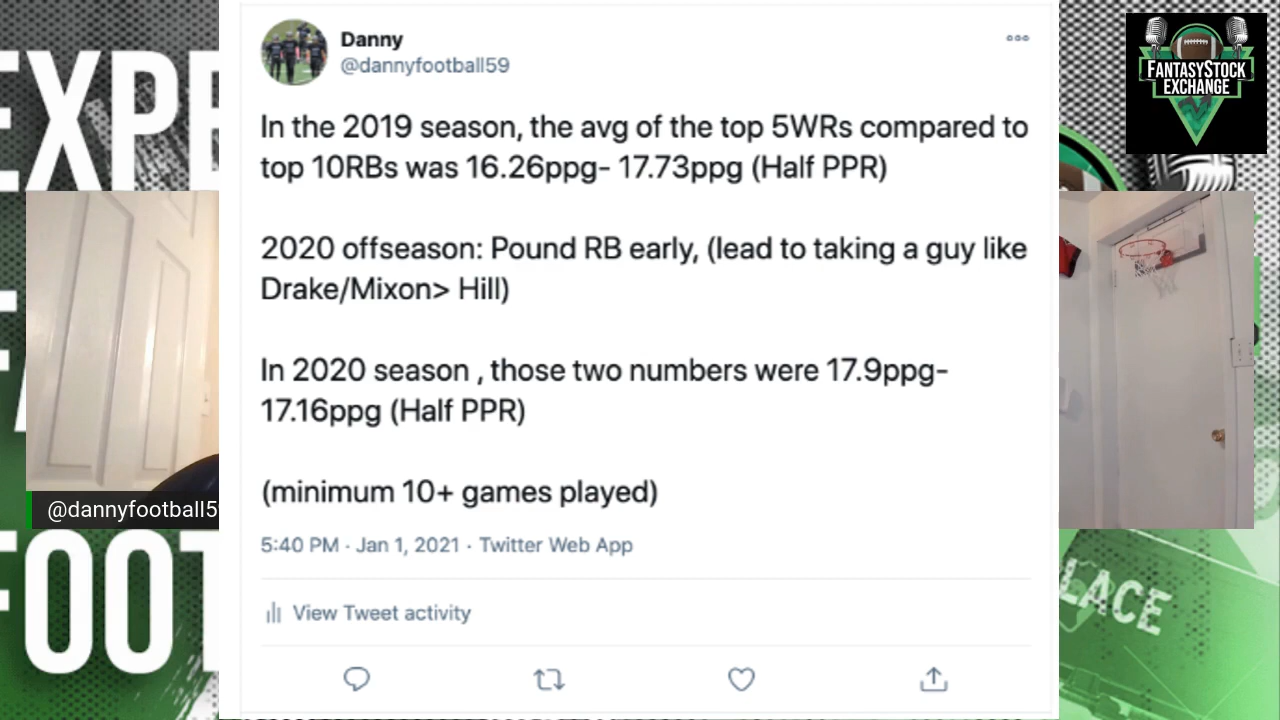 EXPE
FANTASYSTOCK
EXCHANGE
Danny
@dannyfootball59
In the 2019 season, the avg of the top 5WRs compared to
top 10RBs was 16.26ppg- 17.73ppg (Half PPR)
2020 offseason: Pound RB early, (lead to taking a guy like
Drake/Mixon> Hill)
In 2020 season , those two numbers were 17.9ppg-
17.16ppg (Half PPR)
(minimum 10+ games played)
@dannyfootball5
5:40 PM · Jan 1, 2021 · Twitter Web App
View Tweet activity
FOOT
LACE